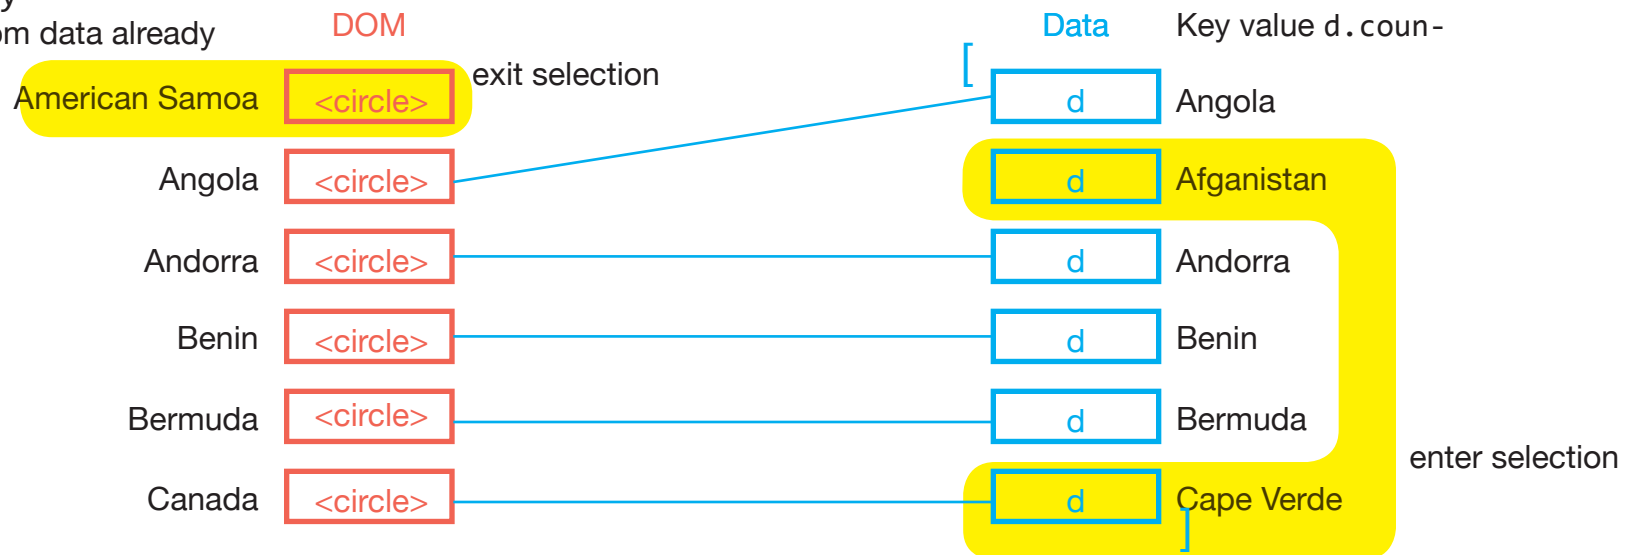 y
om data already
DOM
Data
Key value d.coun-
[
exit selection
American Samoa <circle>
d Angola
Angola <circle>
d Afganistan
Andorra <circle>
d Andorra
Benin <circle>
d Benin
Bermuda <circle>
d Bermuda
enter selection
Canada <circle>
d Cape Verde
]